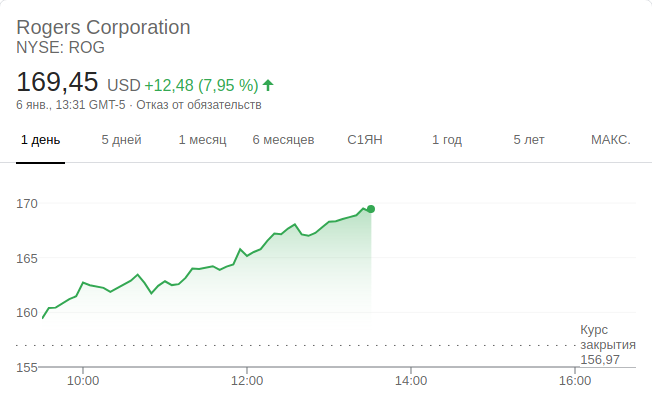 Rogers Corporation
NYSE: ROG
169,45 USD +12,48 (7,95 %)
6 янв., 13:31 GMT-5 · Отказ от обязательств
1 день 5 дней 1 месяц 6 месяцев С1ЯН 1 год 5 лет МАКС.
170
165
160
Курс
закрытия
156,97
155
10:00 12:00 14:00 16:00